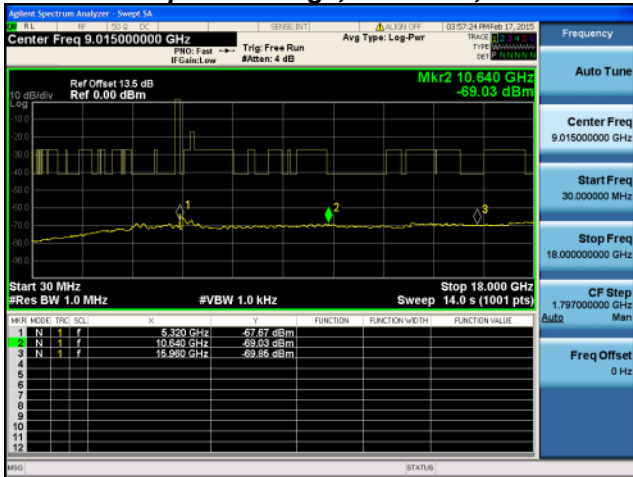 Agilent Spectrum Analyzer - Swept SA
RL RF 50 Ω DC SENSE:INT ALIGN OFF 03:57:24 PM Feb 17, 2015
Center Freq 9.015000000 GHz
PNO: Fast Trig: Free Run
IFGain:Low #Atten: 4 dB
Avg Type: Log-Pwr
TRACE 1 2 3 4 5 6
TYPE
DET P N N N N N
Mkr2 10.640 GHz
-69.03 dBm
Ref Offset 13.5 dB
10 dB/div Ref 0.00 dBm
Log
-10.0
-20.0
-30.0
-40.0
-50.0
-60.0
-70.0
-80.0
-90.0
1
2
3
Start 30 MHz Stop 18.000 GHz
#Res BW 1.0 MHz #VBW 1.0 kHz Sweep 14.0 s (1001 pts)
MKR MODE TRC SCL X Y FUNCTION FUNCTION WIDTH FUNCTION VALUE
1 N 1 f 5.320 GHz -67.67 dBm
2 N 1 f 10.640 GHz -69.03 dBm
3 N 1 f 15.960 GHz -69.85 dBm
4
5
6
7
8
9
10
11
12
MSG STATUS
Frequency
Auto Tune
Center Freq
9.015000000 GHz
Start Freq
30.000000 MHz
Stop Freq
18.000000000 GHz
CF Step
1.797000000 GHz
Auto Man
Freq Offset
0 Hz